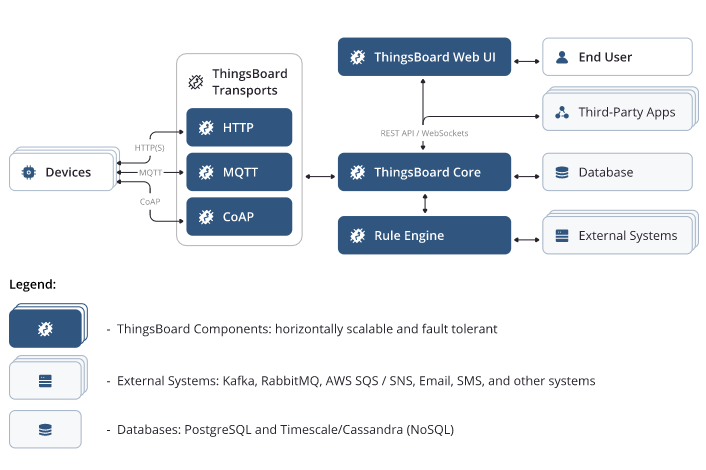 ThingsBoard
Transports
HTTP
MQTT
CoAP
Devices
HTTP(S)
MQTT
CoAP
ThingsBoard Web UI
End User
Third-Party Apps
REST API / WebSockets
ThingsBoard Core
Database
Rule Engine
External Systems
Legend:
- ThingsBoard Components: horizontally scalable and fault tolerant
- External Systems: Kafka, RabbitMQ, AWS SQS / SNS, Email, SMS, and other systems
- Databases: PostgreSQL and Timescale/Cassandra (NoSQL)